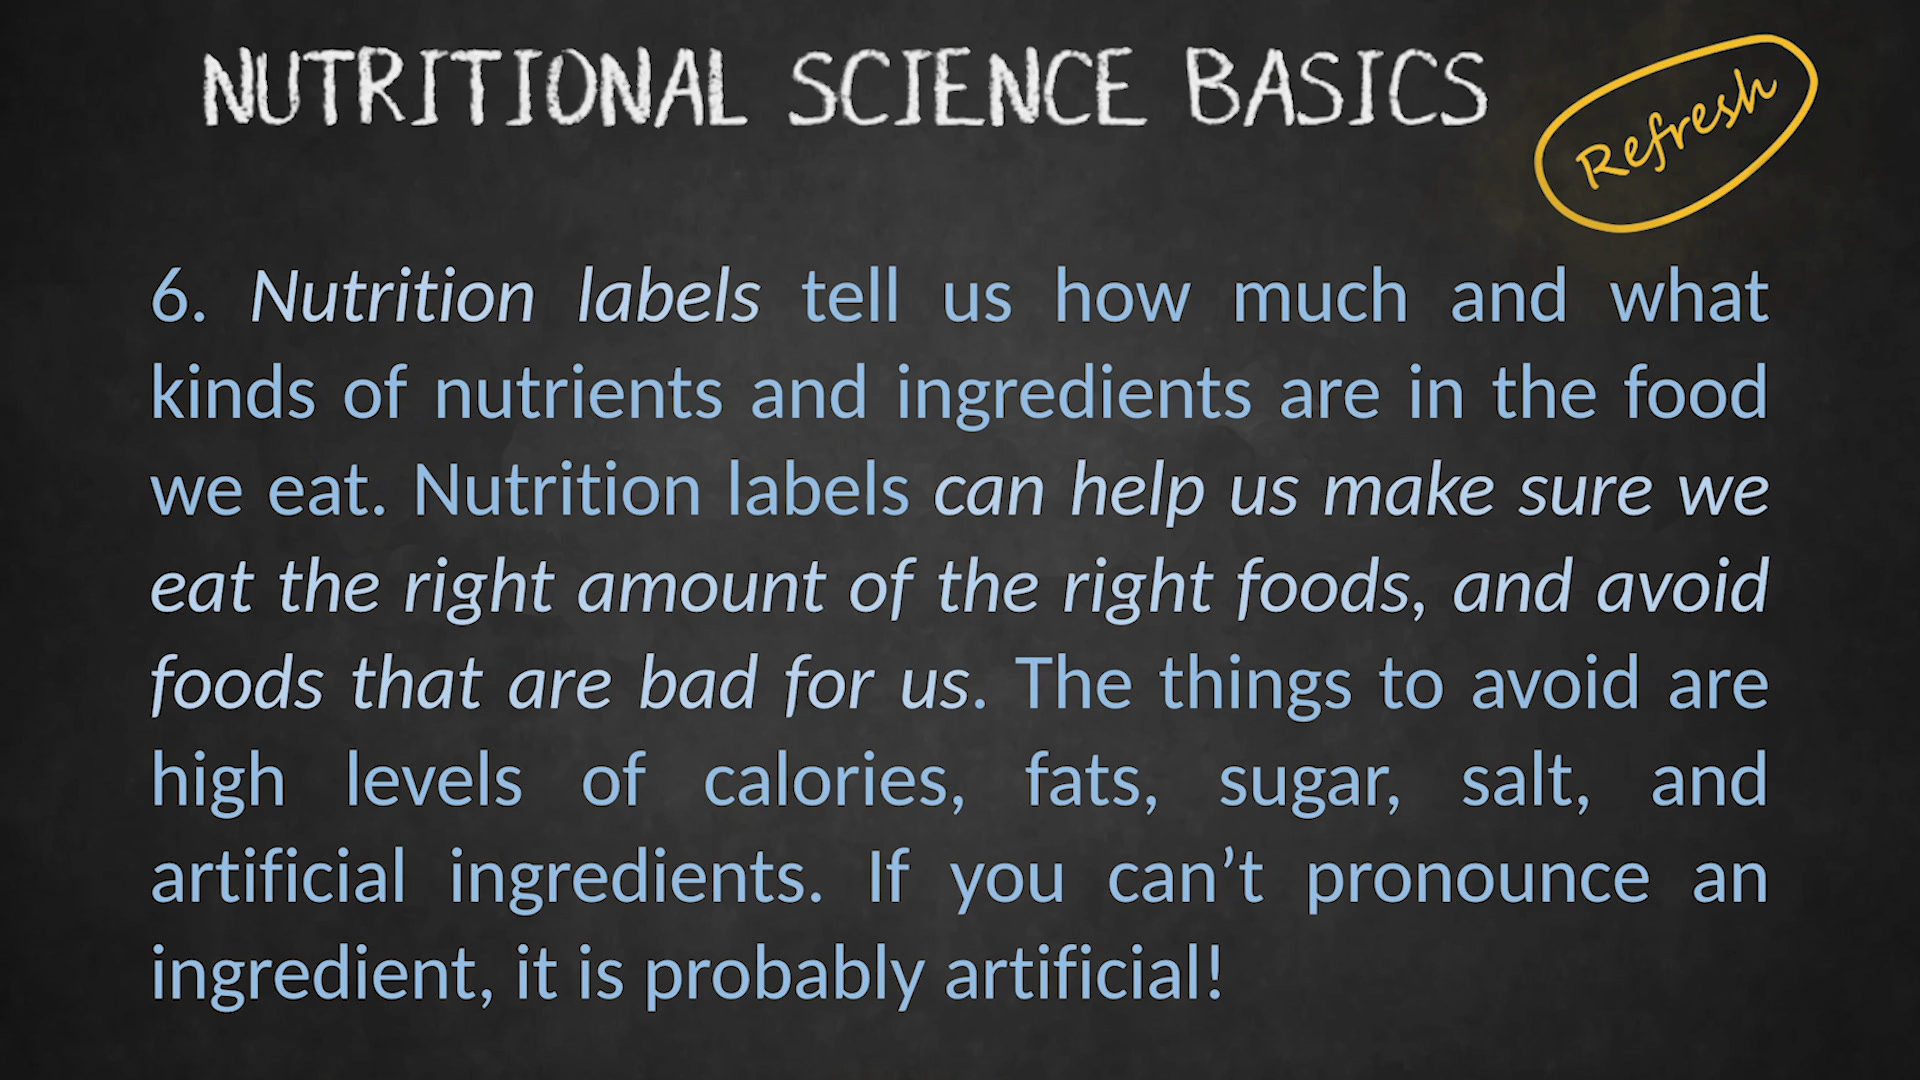 NUTRITIONAL SCIENCE BASICS
Refresh
6. Nutrition labels tell us how much and what
kinds of nutrients and ingredients are in the food
we eat. Nutrition labels can help us make sure we
eat the right amount of the right foods, and avoid
foods that are bad for us. The things to avoid are
high levels of calories, fats, sugar, salt, and
artificial ingredients. If you can’t pronounce an
ingredient, it is probably artificial!